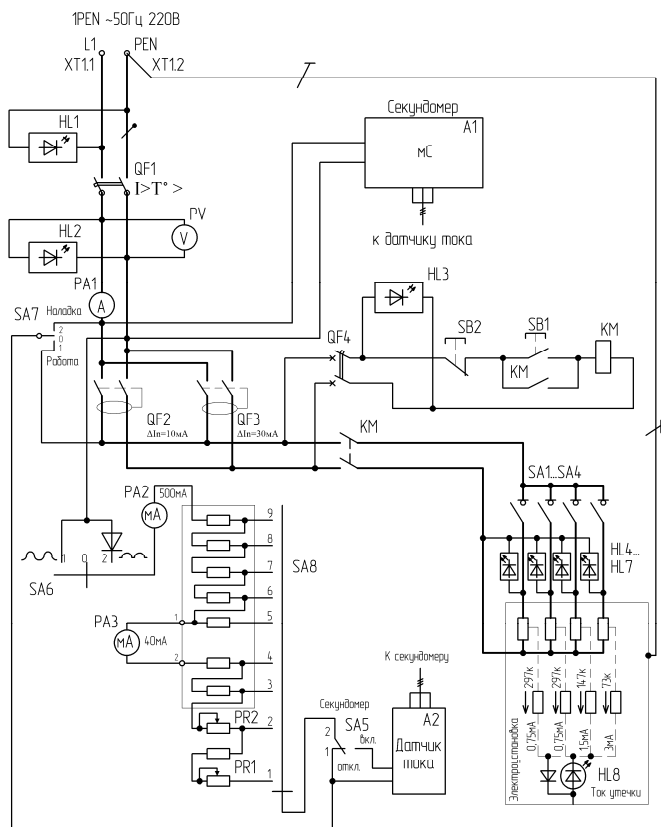 1PEN ~50Гц 220В
L1 PEN
XT1.1 XT1.2
HL1
QF1
I>T° >
Секундомер
A1
мС
к датчику тока
PV
V
HL2
PA1
A
SA7
Наладка
2
0
1
Работа
HL3
QF4
SB2
SB1
KM
KM
QF2
ΔIn=10мА
QF3
ΔIn=30мА
KM
SA1...SA4
PA2
500мА
мА
9
8
7
6
5
4
3
2
1
SA8
1 0 2
SA6
PA3
мА
40мА
1
2
PR2
PR1
HL4...
HL7
К секундомеру
A2
Датчик
тики
Секундомер
SA5
2
вкл.
1
откл.
297к
297к
147к
73к
0,75мА
0,75мА
1,5мА
3мА
Электроустановка
HL8
Ток утечки